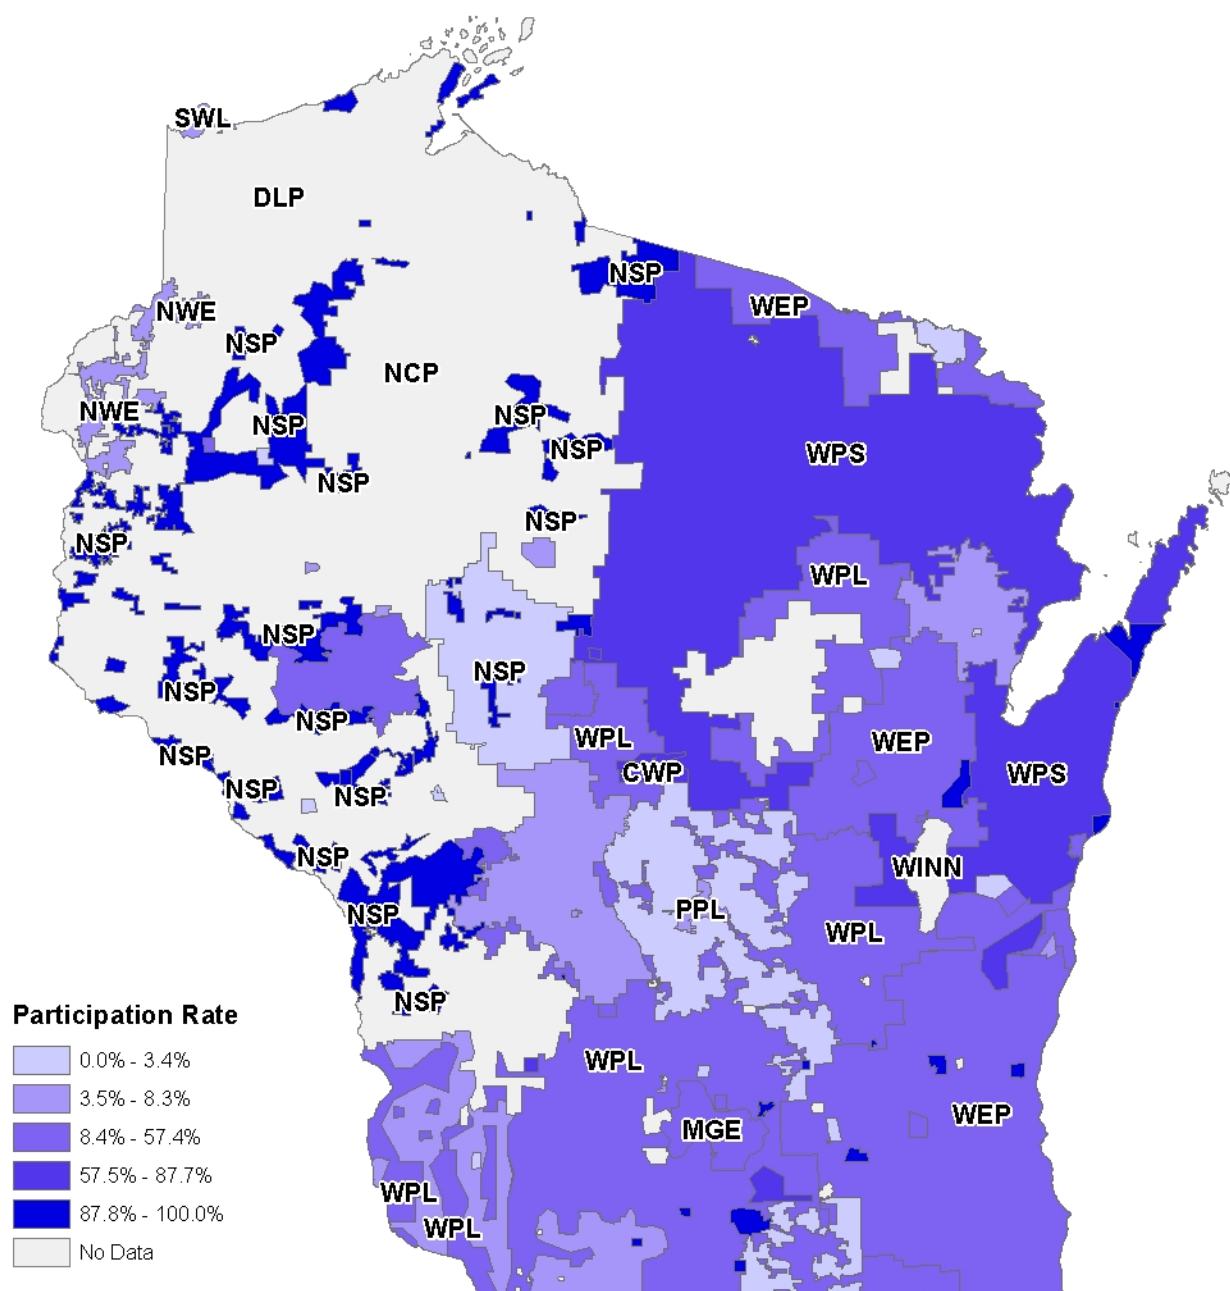 SWL
DLP
NSP
WEP
NWE
NSP
NCP
NWE
NSP
NSP
NSP
WPS
NSP
NSP
NSP
WPL
NSP
NSP
NSP
NSP
WPL
WEP
NSP
CWP
WPS
NSP
NSP
NSP
WINN
NSP
PPL
WPL
NSP
Participation Rate
0.0% - 3.4%
3.5% - 8.3%
8.4% - 57.4%
57.5% - 87.7%
87.8% - 100.0%
No Data
WPL
WEP
MGE
WPL
WPL